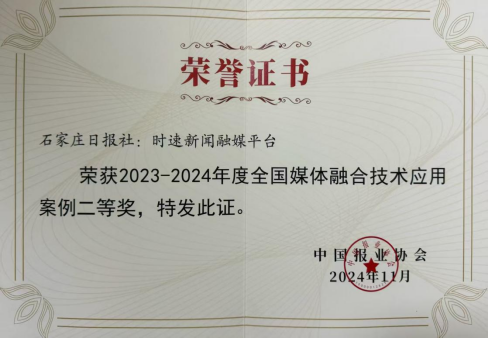 荣誉证书
石家庄日报社：时速新闻融媒平台
荣获2023-2024年度全国媒体融合技术应用
案例二等奖，特发此证。
中国报业协会
2024年11月